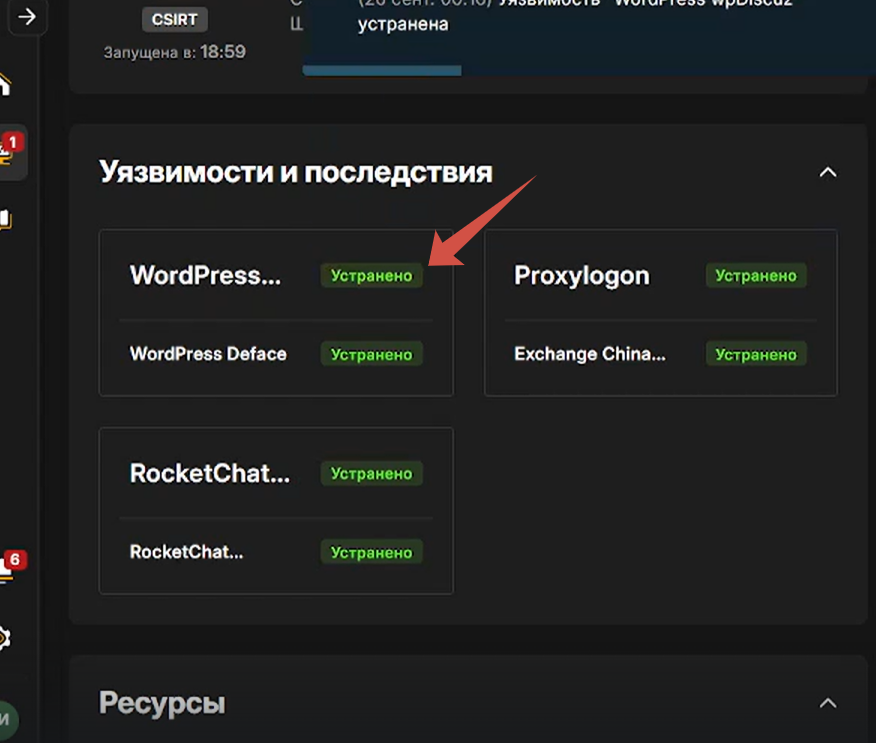 CSIRT
Запущена в: 18:59
(26 сент. 00:16) Уязвимость "WordPress wpDiscuz"
устранена
1
Уязвимости и последствия
WordPress... Устранено
WordPress Deface Устранено
Proxylogon Устранено
Exchange China... Устранено
RocketChat... Устранено
RocketChat... Устранено
6
Ресурсы
И